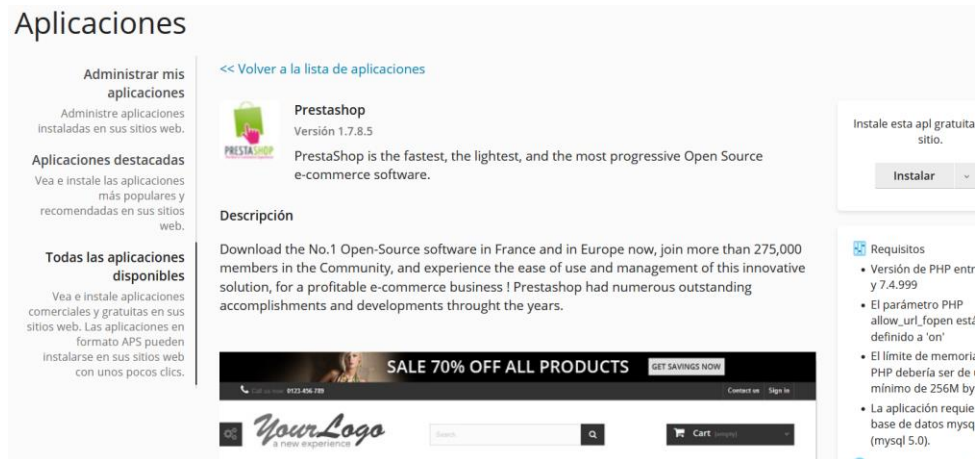 Aplicaciones
Administrar mis
aplicaciones
Administre aplicaciones
instaladas en sus sitios web.
Aplicaciones destacadas
Vea e instale las aplicaciones
más populares y
recomendadas en sus sitios
web.
Todas las aplicaciones
disponibles
Vea e instale aplicaciones
comerciales y gratuitas en sus
sitios web. Las aplicaciones en
formato APS pueden
instalarse en sus sitios web
con unos pocos clics.
<< Volver a la lista de aplicaciones
PRESTASHOP
Prestashop
Versión 1.7.8.5
PrestaShop is the fastest, the lightest, and the most progressive Open Source
e-commerce software.
Descripción
Download the No.1 Open-Source software in France and in Europe now, join more than 275,000
members in the Community, and experience the ease of use and management of this innovative
solution, for a profitable e-commerce business ! Prestashop had numerous outstanding
accomplishments and developments throught the years.
SALE 70% OFF ALL PRODUCTS GET SAVINGS NOW
Call us now: 0123-456-789 Contact us Sign in
YourLogo
a new experience
Search
Cart (empty)
Instale esta apl gratuita
sitio.
Instalar
Requisitos
• Versión de PHP entr
y 7.4.999
• El parámetro PHP
allow_url_fopen está
definido a 'on'
• El límite de memoria
PHP debería ser de
mínimo de 256M by
• La aplicación requie
base de datos mysq
(mysql 5.0).